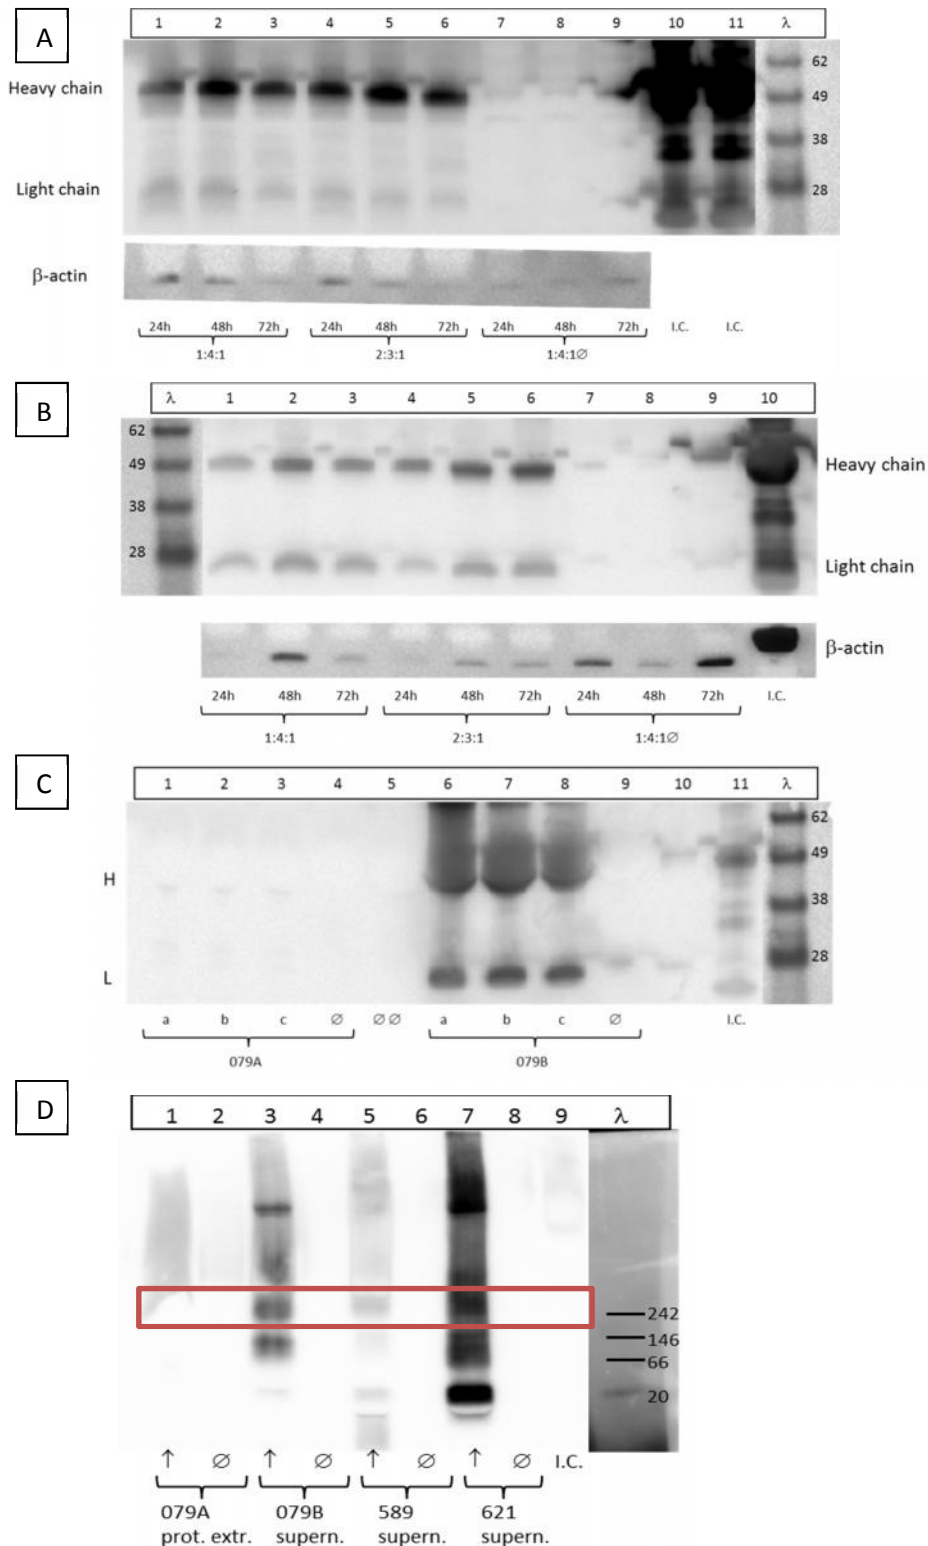 A
1 2 3 4 5 6 7 8 9 10 11 λ
Heavy chain
Light chain
62
49
38
28
β-actin
24h 48h 72h 24h 48h 72h 24h 48h 72h I.C. I.C.
1:4:1 2:3:1 1:4:1∅
B
λ 1 2 3 4 5 6 7 8 9 10
62
49
38
28
Heavy chain
Light chain
β-actin
24h 48h 72h 24h 48h 72h 24h 48h 72h I.C.
1:4:1 2:3:1 1:4:1∅
C
1 2 3 4 5 6 7 8 9 10 11 λ
62
49
38
28
H
L
a b c ∅ ∅∅ a b c ∅ I.C.
079A 079B
D
1 2 3 4 5 6 7 8 9 λ
242
146
66
20
↑ ∅ ↑ ∅ ↑ ∅ ↑ ∅ I.C.
079A 079B 589 621
prot. extr. supern. supern. supern.